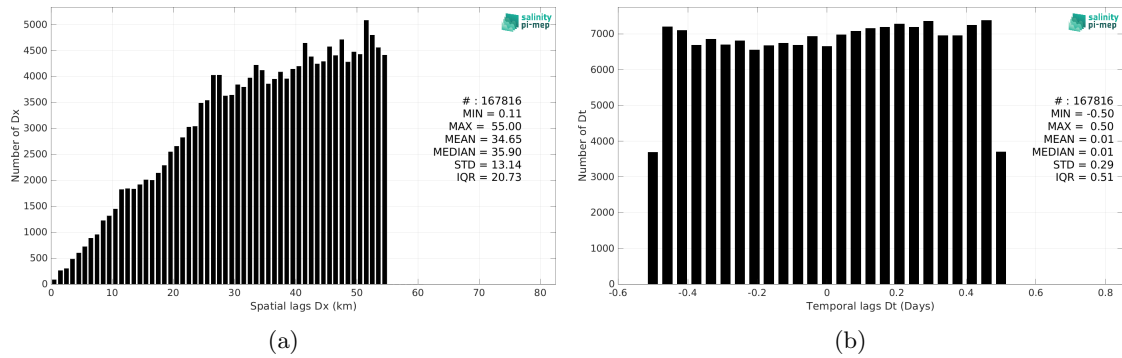 5000
4500
4000
3500
3000
2500
2000
1500
1000
500
0
Number of Dx
salinity
pi-mep
# : 167816
MIN = 0.11
MAX = 55.00
MEAN = 34.65
MEDIAN = 35.90
STD = 13.14
IQR = 20.73
0 10 20 30 40 50 60 70 80
Spatial lags Dx (km)
(a)
7000
6000
5000
4000
3000
2000
1000
0
Number of Dt
salinity
pi-mep
# : 167816
MIN = -0.50
MAX = 0.50
MEAN = 0.01
MEDIAN = 0.01
STD = 0.29
IQR = 0.51
-0.6 -0.4 -0.2 0 0.2 0.4 0.6 0.8
Temporal lags Dt (Days)
(b)